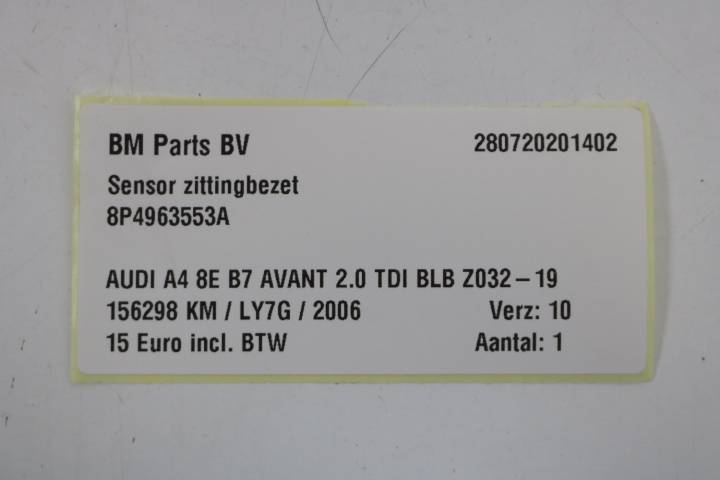 BM Parts BV 280720201402
Sensor zittingbezet
8P4963553A
AUDI A4 8E B7 AVANT 2.0 TDI BLB Z032-19
156298 KM / LY7G / 2006 Verz: 10
15 Euro incl. BTW Aantal: 1